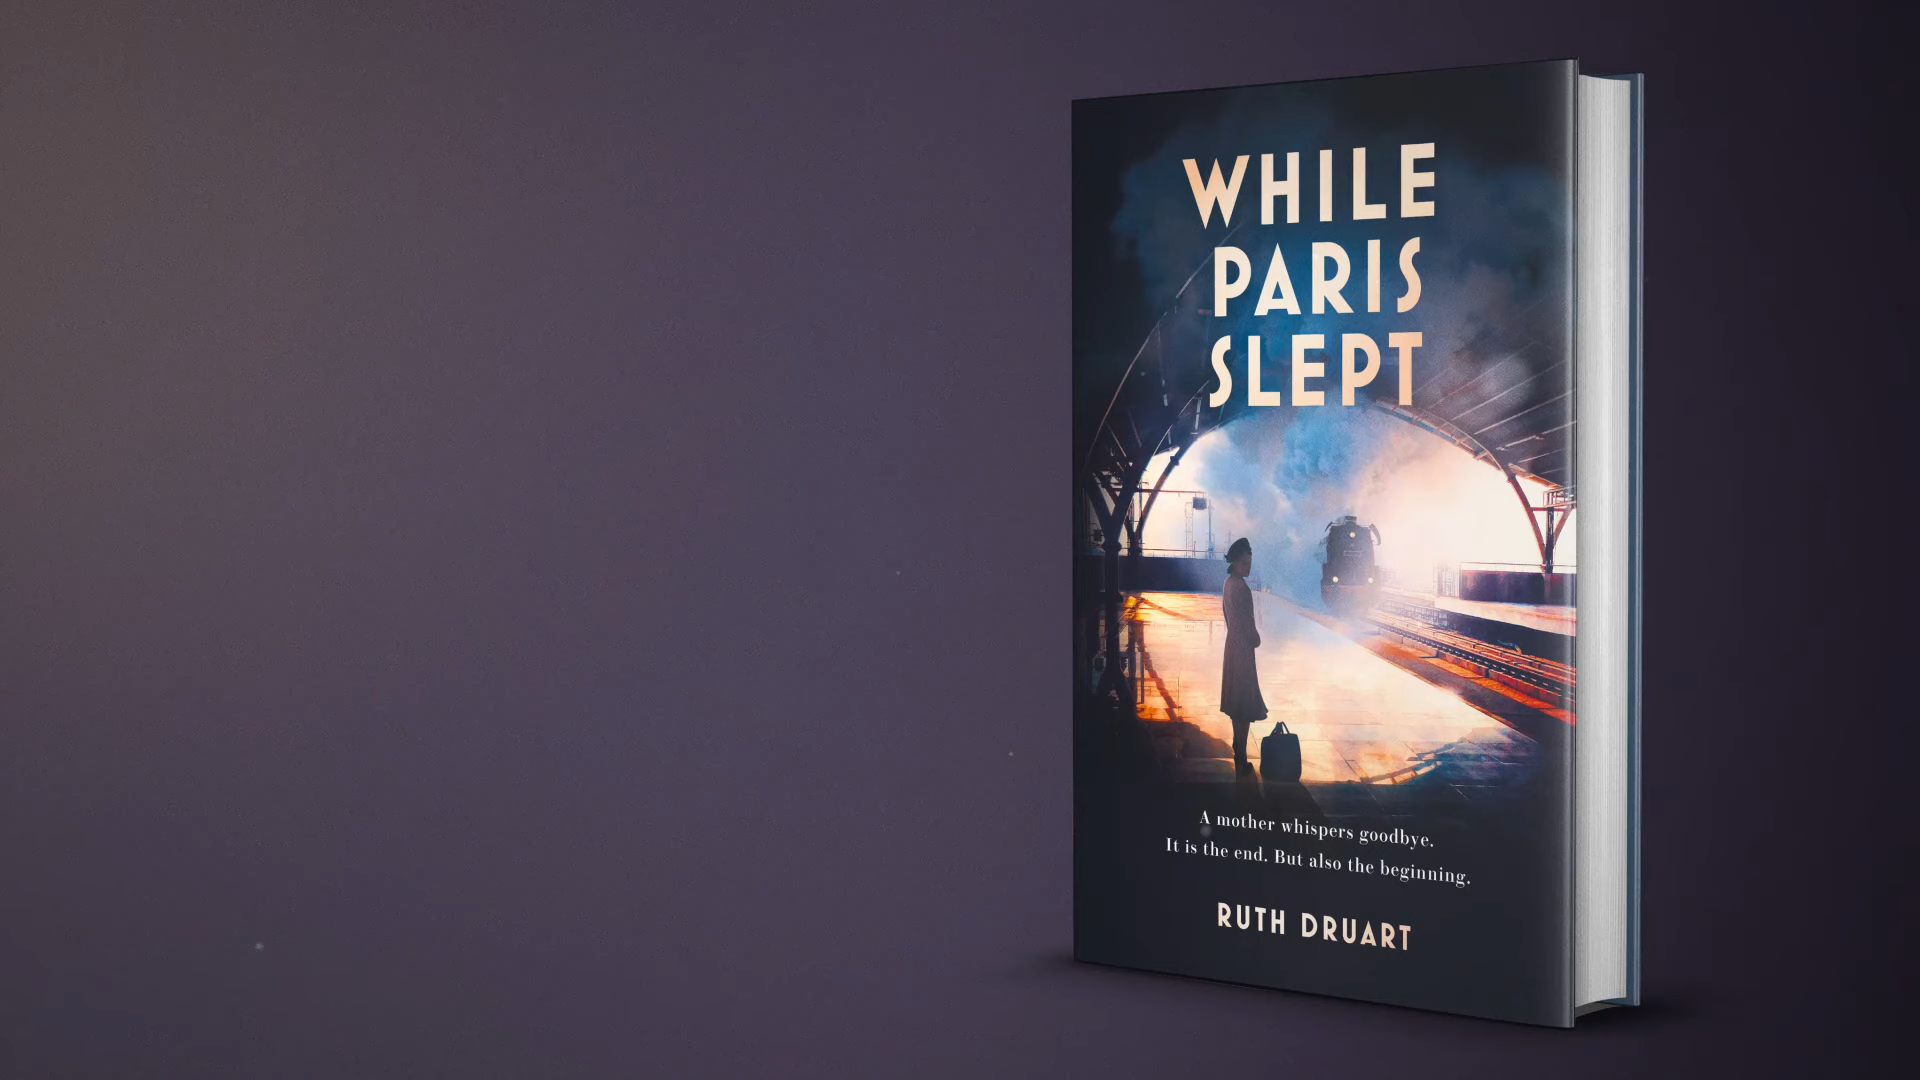 WHILE
PARIS
SLEPT
A mother whispers goodbye.
It is the end. But also the beginning.
RUTH DRUART